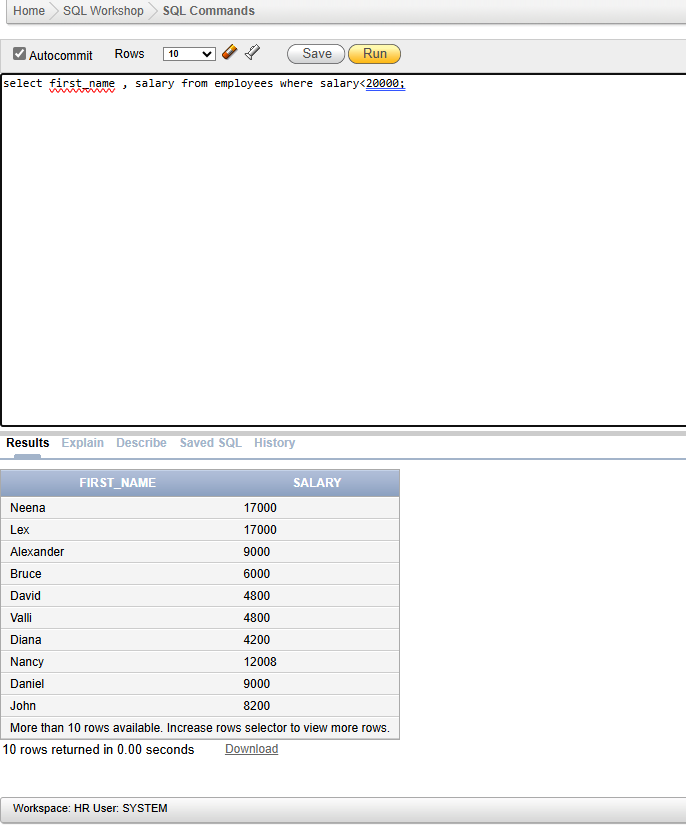 Home SQL Workshop SQL Commands
Autocommit Rows 10 Save Run
select first_name , salary from employees where salary<20000;
Results Explain Describe Saved SQL History
FIRST_NAME SALARY
Neena 17000
Lex 17000
Alexander 9000
Bruce 6000
David 4800
Valli 4800
Diana 4200
Nancy 12008
Daniel 9000
John 8200
More than 10 rows available. Increase rows selector to view more rows.
10 rows returned in 0.00 seconds Download
Workspace: HR User: SYSTEM